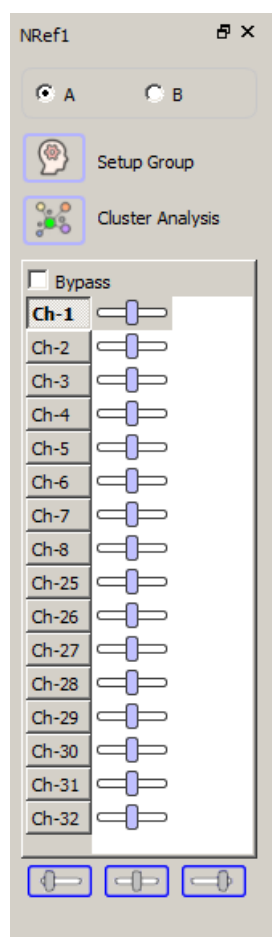 NRef1
A B
Setup Group
Cluster Analysis
Bypass
Ch-1
Ch-2
Ch-3
Ch-4
Ch-5
Ch-6
Ch-7
Ch-8
Ch-25
Ch-26
Ch-27
Ch-28
Ch-29
Ch-30
Ch-31
Ch-32